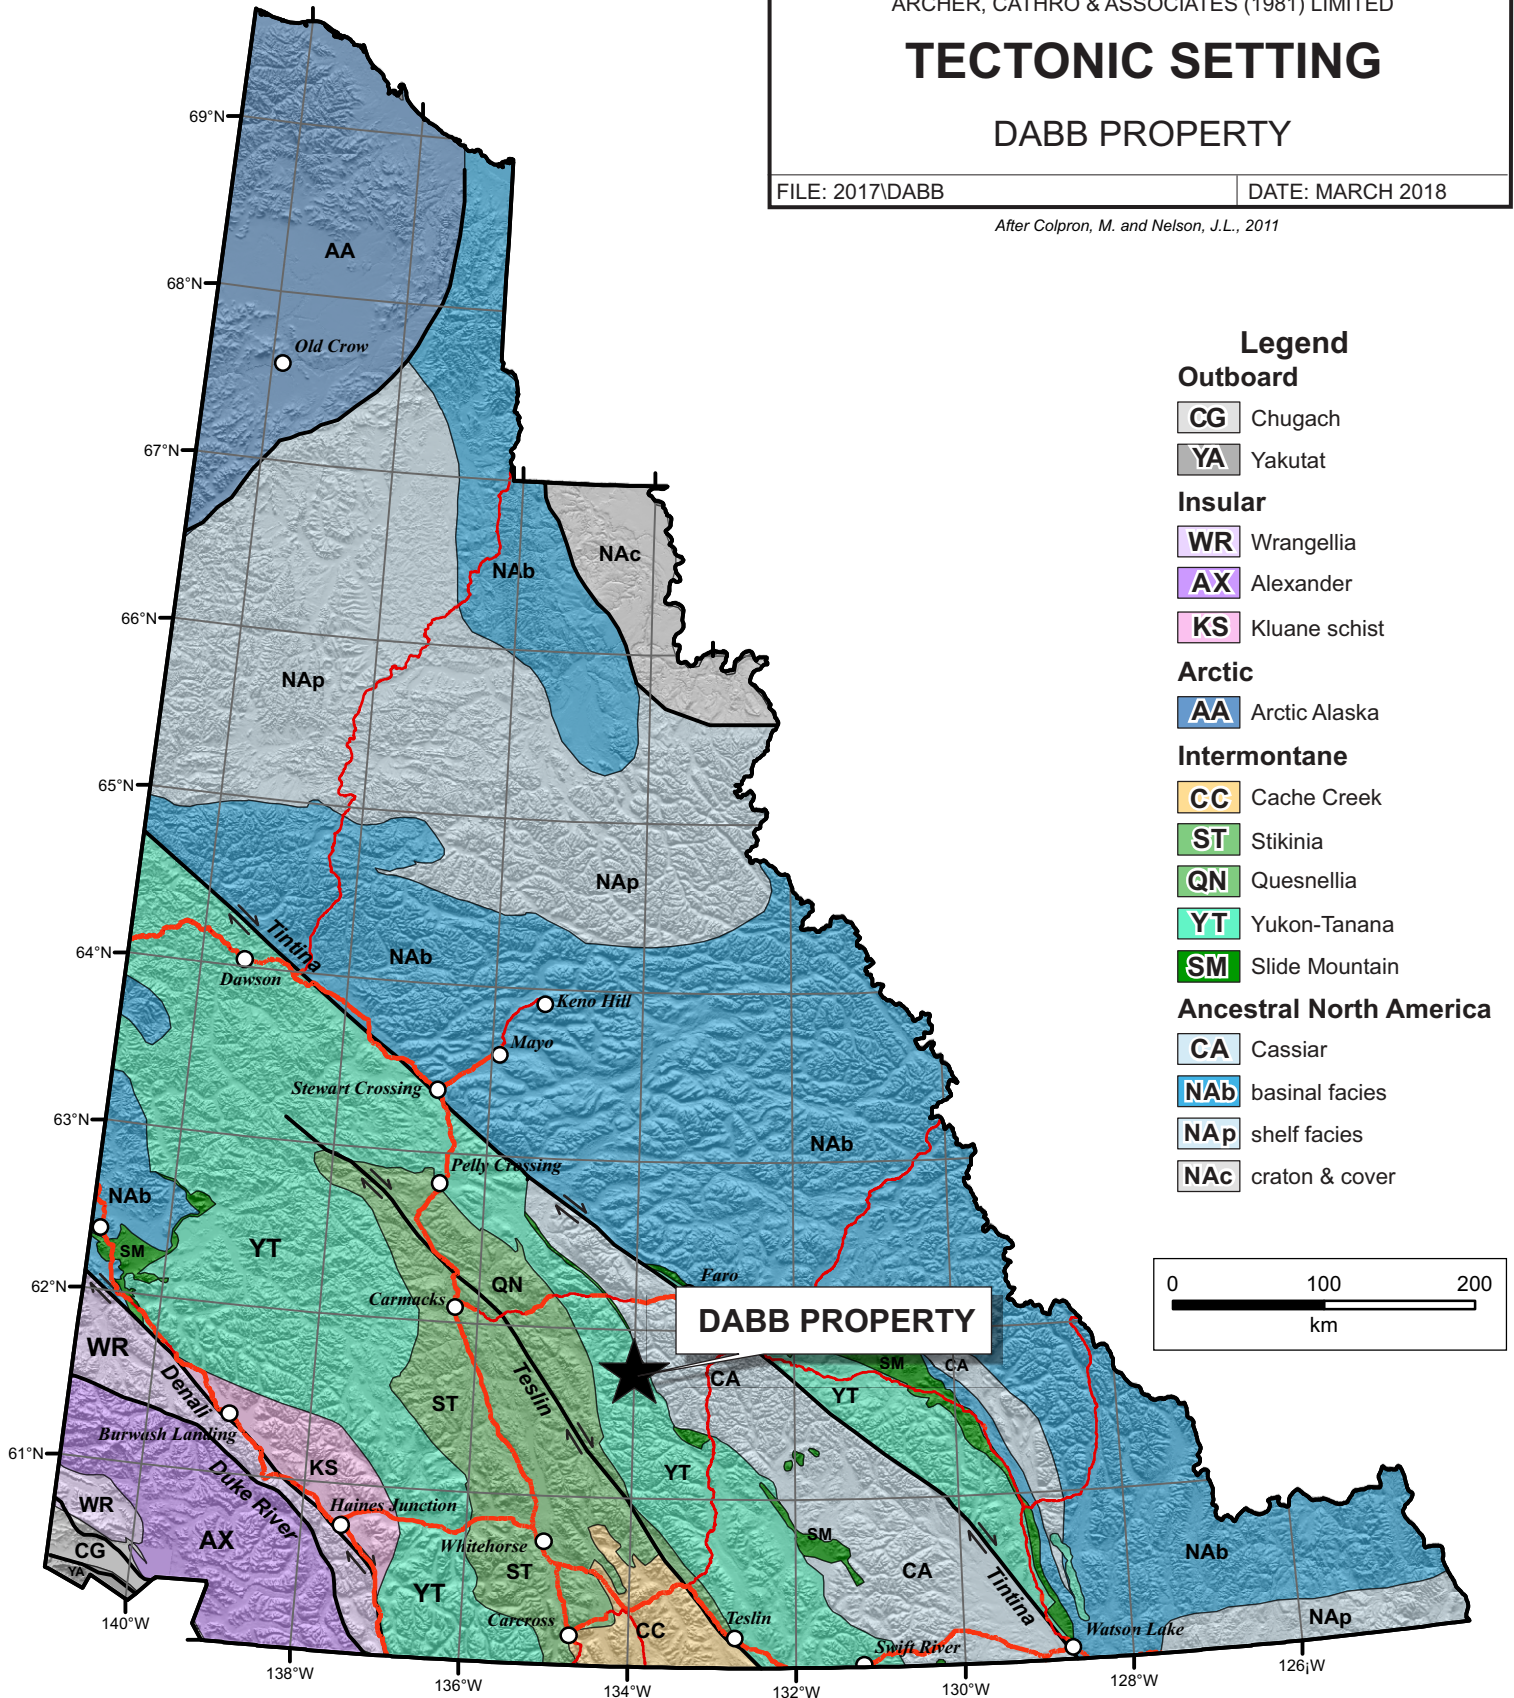 ARCHER, CATHRO & ASSOCIATES (1981) LIMITED
TECTONIC SETTING
DABB PROPERTY
FILE: 2017\DABB
DATE: MARCH 2018
After Colpron, M. and Nelson, J.L., 2011
Legend
Outboard
CG Chugach
YA Yakutat
Insular
WR Wrangellia
AX Alexander
KS Kluane schist
Arctic
AA Arctic Alaska
Intermontane
CC Cache Creek
ST Stikinia
QN Quesnellia
YT Yukon-Tanana
SM Slide Mountain
Ancestral North America
CA Cassiar
NAb basinal facies
NAp shelf facies
NAc craton & cover
0 100 200
km
69°N
68°N
67°N
66°N
65°N
64°N
63°N
62°N
61°N
AA
Old Crow
NAc
NAb
NAp
NAp
Tintina
NAb
Dawson
Keno Hill
Mayo
Stewart Crossing
NAb
Pelly Crossing
NAb
YT
SM
QN
Faro
Carmacks
DABB PROPERTY
WR
SM
CA
CA
Denali
Teslin
YT
ST
Burwash Landing
KS
YT
Duke River
WR
Haines Junction
AX
SM
CG
Whitehorse
NAb
YA
ST
CA
YT
Tintina
Carcross
CC
Teslin
NAp
Swift River
Watson Lake
140°W
138°W
136°W
134°W
132°W
130°W
128°W
126¡W